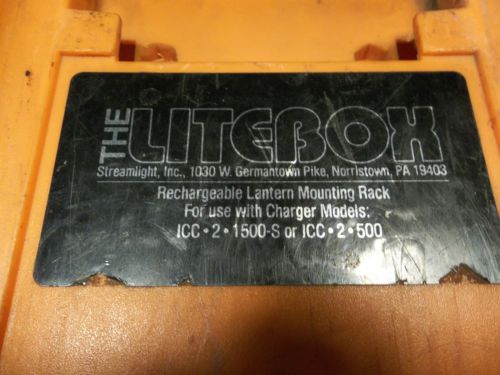 THE LITEBOX
Streamlight, Inc., 1030 W. Germantown Pike, Norristown, PA 19403
Rechargeable Lantern Mounting Rack
For use with Charger Models:
ICC • 2 • 1500-S or ICC • 2 • 500